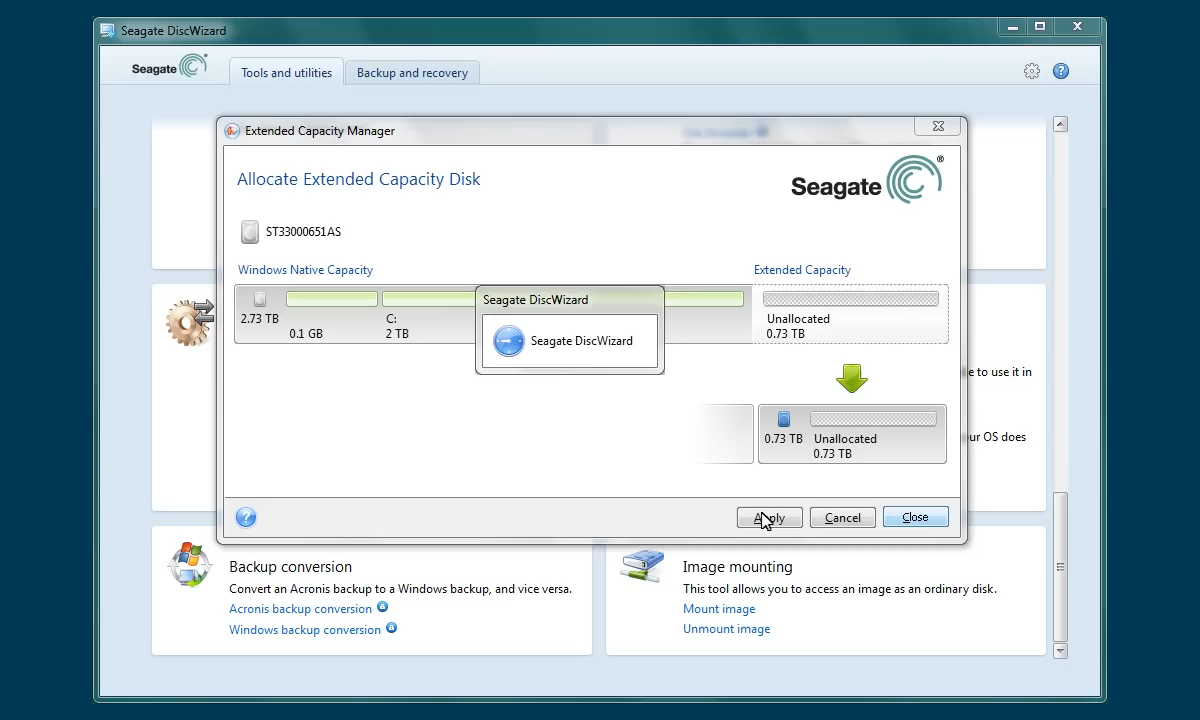 Seagate DiscWizard
Seagate
Tools and utilities
Backup and recovery
Extended Capacity Manager
Allocate Extended Capacity Disk
Seagate®
ST33000651AS
Windows Native Capacity
Extended Capacity
2.73 TB
0.1 GB
C:
2 TB
Seagate DiscWizard
Seagate DiscWizard
Unallocated
0.73 TB
e to use it in
0.73 TB
Unallocated
0.73 TB
ur OS does
Apply
Cancel
Close
Backup conversion
Convert an Acronis backup to a Windows backup, and vice versa.
Acronis backup conversion
Windows backup conversion
Image mounting
This tool allows you to access an image as an ordinary disk.
Mount image
Unmount image